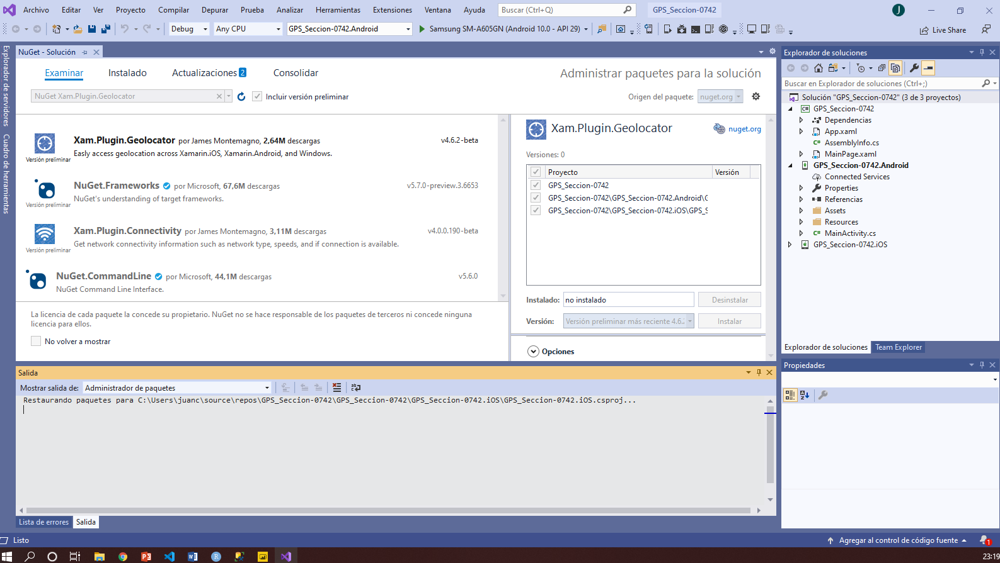 Archivo Editar Ver Proyecto Compilar Depurar Prueba Analizar Herramientas Extensiones Ventana Ayuda Buscar (Ctrl+Q) GPS_Seccion-0742 J
Debug Any CPU GPS_Seccion-0742.Android Samsung SM-A605GN (Android 10.0 - API 29) Live Share
Explorador de servidores
Cuadro de herramientas
NuGet - Solución
Examinar Instalado Actualizaciones 2 Consolidar Administrar paquetes para la solución
NuGet Xam.Plugin.Geolocator Incluir versión preliminar Origen del paquete: nuget.org
Xam.Plugin.Geolocator por James Montemagno, 2,64M descargas v4.6.2-beta
Easly access geolocation across Xamarin.iOS, Xamarin.Android, and Windows.
Versión preliminar
NuGet.Frameworks por Microsoft, 67,6M descargas v5.7.0-preview.3.6653
NuGet's understanding of target frameworks.
Versión preliminar
Xam.Plugin.Connectivity por James Montemagno, 3,11M descargas v4.0.0.190-beta
Get network connectivity information such as network type, speeds, and if connection is available.
Versión preliminar
NuGet.CommandLine por Microsoft, 44,1M descargas v5.6.0
NuGet Command Line Interface.
La licencia de cada paquete la concede su propietario. NuGet no se hace responsable de los paquetes de terceros ni concede ninguna
licencia para ellos.
No volver a mostrar
Xam.Plugin.Geolocator nuget.org
Versiones: 0
Proyecto Versión
GPS_Seccion-0742
GPS_Seccion-0742\GPS_Seccion-0742.Android\G
GPS_Seccion-0742\GPS_Seccion-0742.iOS\GPS_S
Instalado: no instalado Desinstalar
Versión: Versión preliminar más reciente 4.6.2 Instalar
Opciones
Salida
Mostrar salida de: Administrador de paquetes
Restaurando paquetes para C:\Users\juanc\source\repos\GPS_Seccion-0742\GPS_Seccion-0742\GPS_Seccion-0742.iOS\GPS_Seccion-0742.iOS.csproj...
Lista de errores Salida
Explorador de soluciones
Buscar en Explorador de soluciones (Ctrl+;)
Solución "GPS_Seccion-0742" (3 de 3 proyectos)
GPS_Seccion-0742
Dependencias
App.xaml
AssemblyInfo.cs
MainPage.xaml
GPS_Seccion-0742.Android
Connected Services
Properties
Referencias
Assets
Resources
MainActivity.cs
GPS_Seccion-0742.iOS
Explorador de soluciones Team Explorer
Propiedades
Listo Agregar al control de código fuente 1
23:19